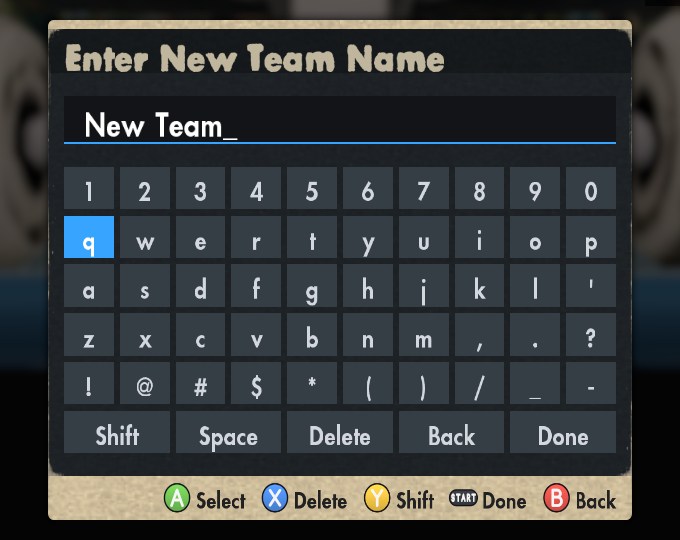 Enter New Team Name
New Team_
1 2 3 4 5 6 7 8 9 0
q w e r t y u i o p
a s d f g h j k l '
z x c v b n m , . ?
! @ # $ * ( ) / _ -
Shift Space Delete Back Done
A Select X Delete Y Shift START Done B Back